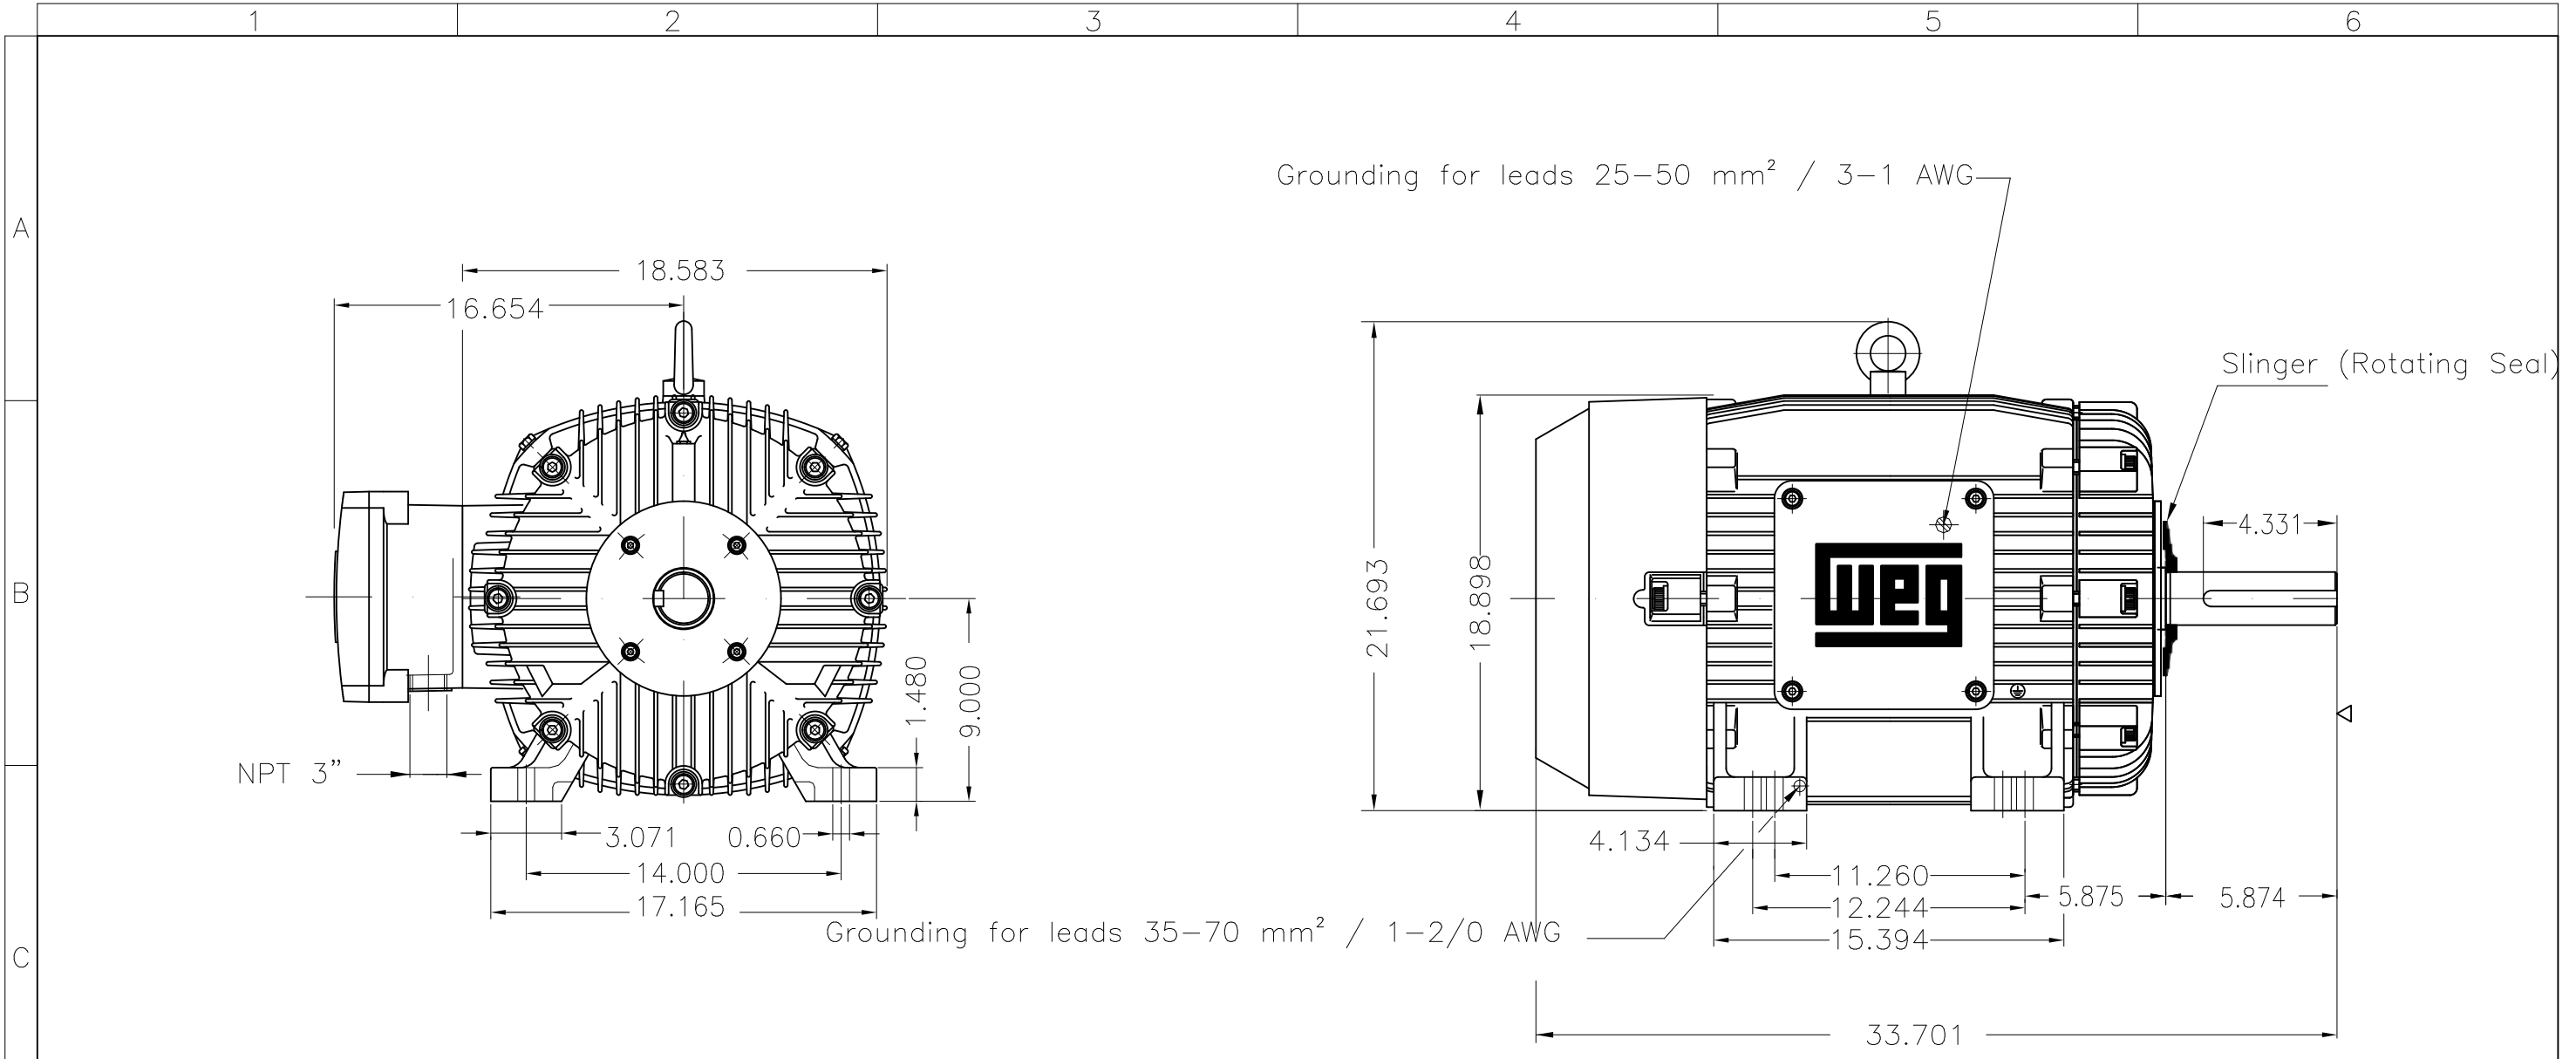 1 2 3 4 5 6
Grounding for leads 25-50 mm² / 3-1 AWG
A
18.583
16.654
Slinger (Rotating Seal)
4.331
21.693
18.898
B
weg
1.480
9.000
NPT 3"
3.071 0.660
4.134
14.000
11.260
17.165
12.244
5.875 5.874
Grounding for leads 35-70 mm² / 1-2/0 AWG
15.394
C
33.701